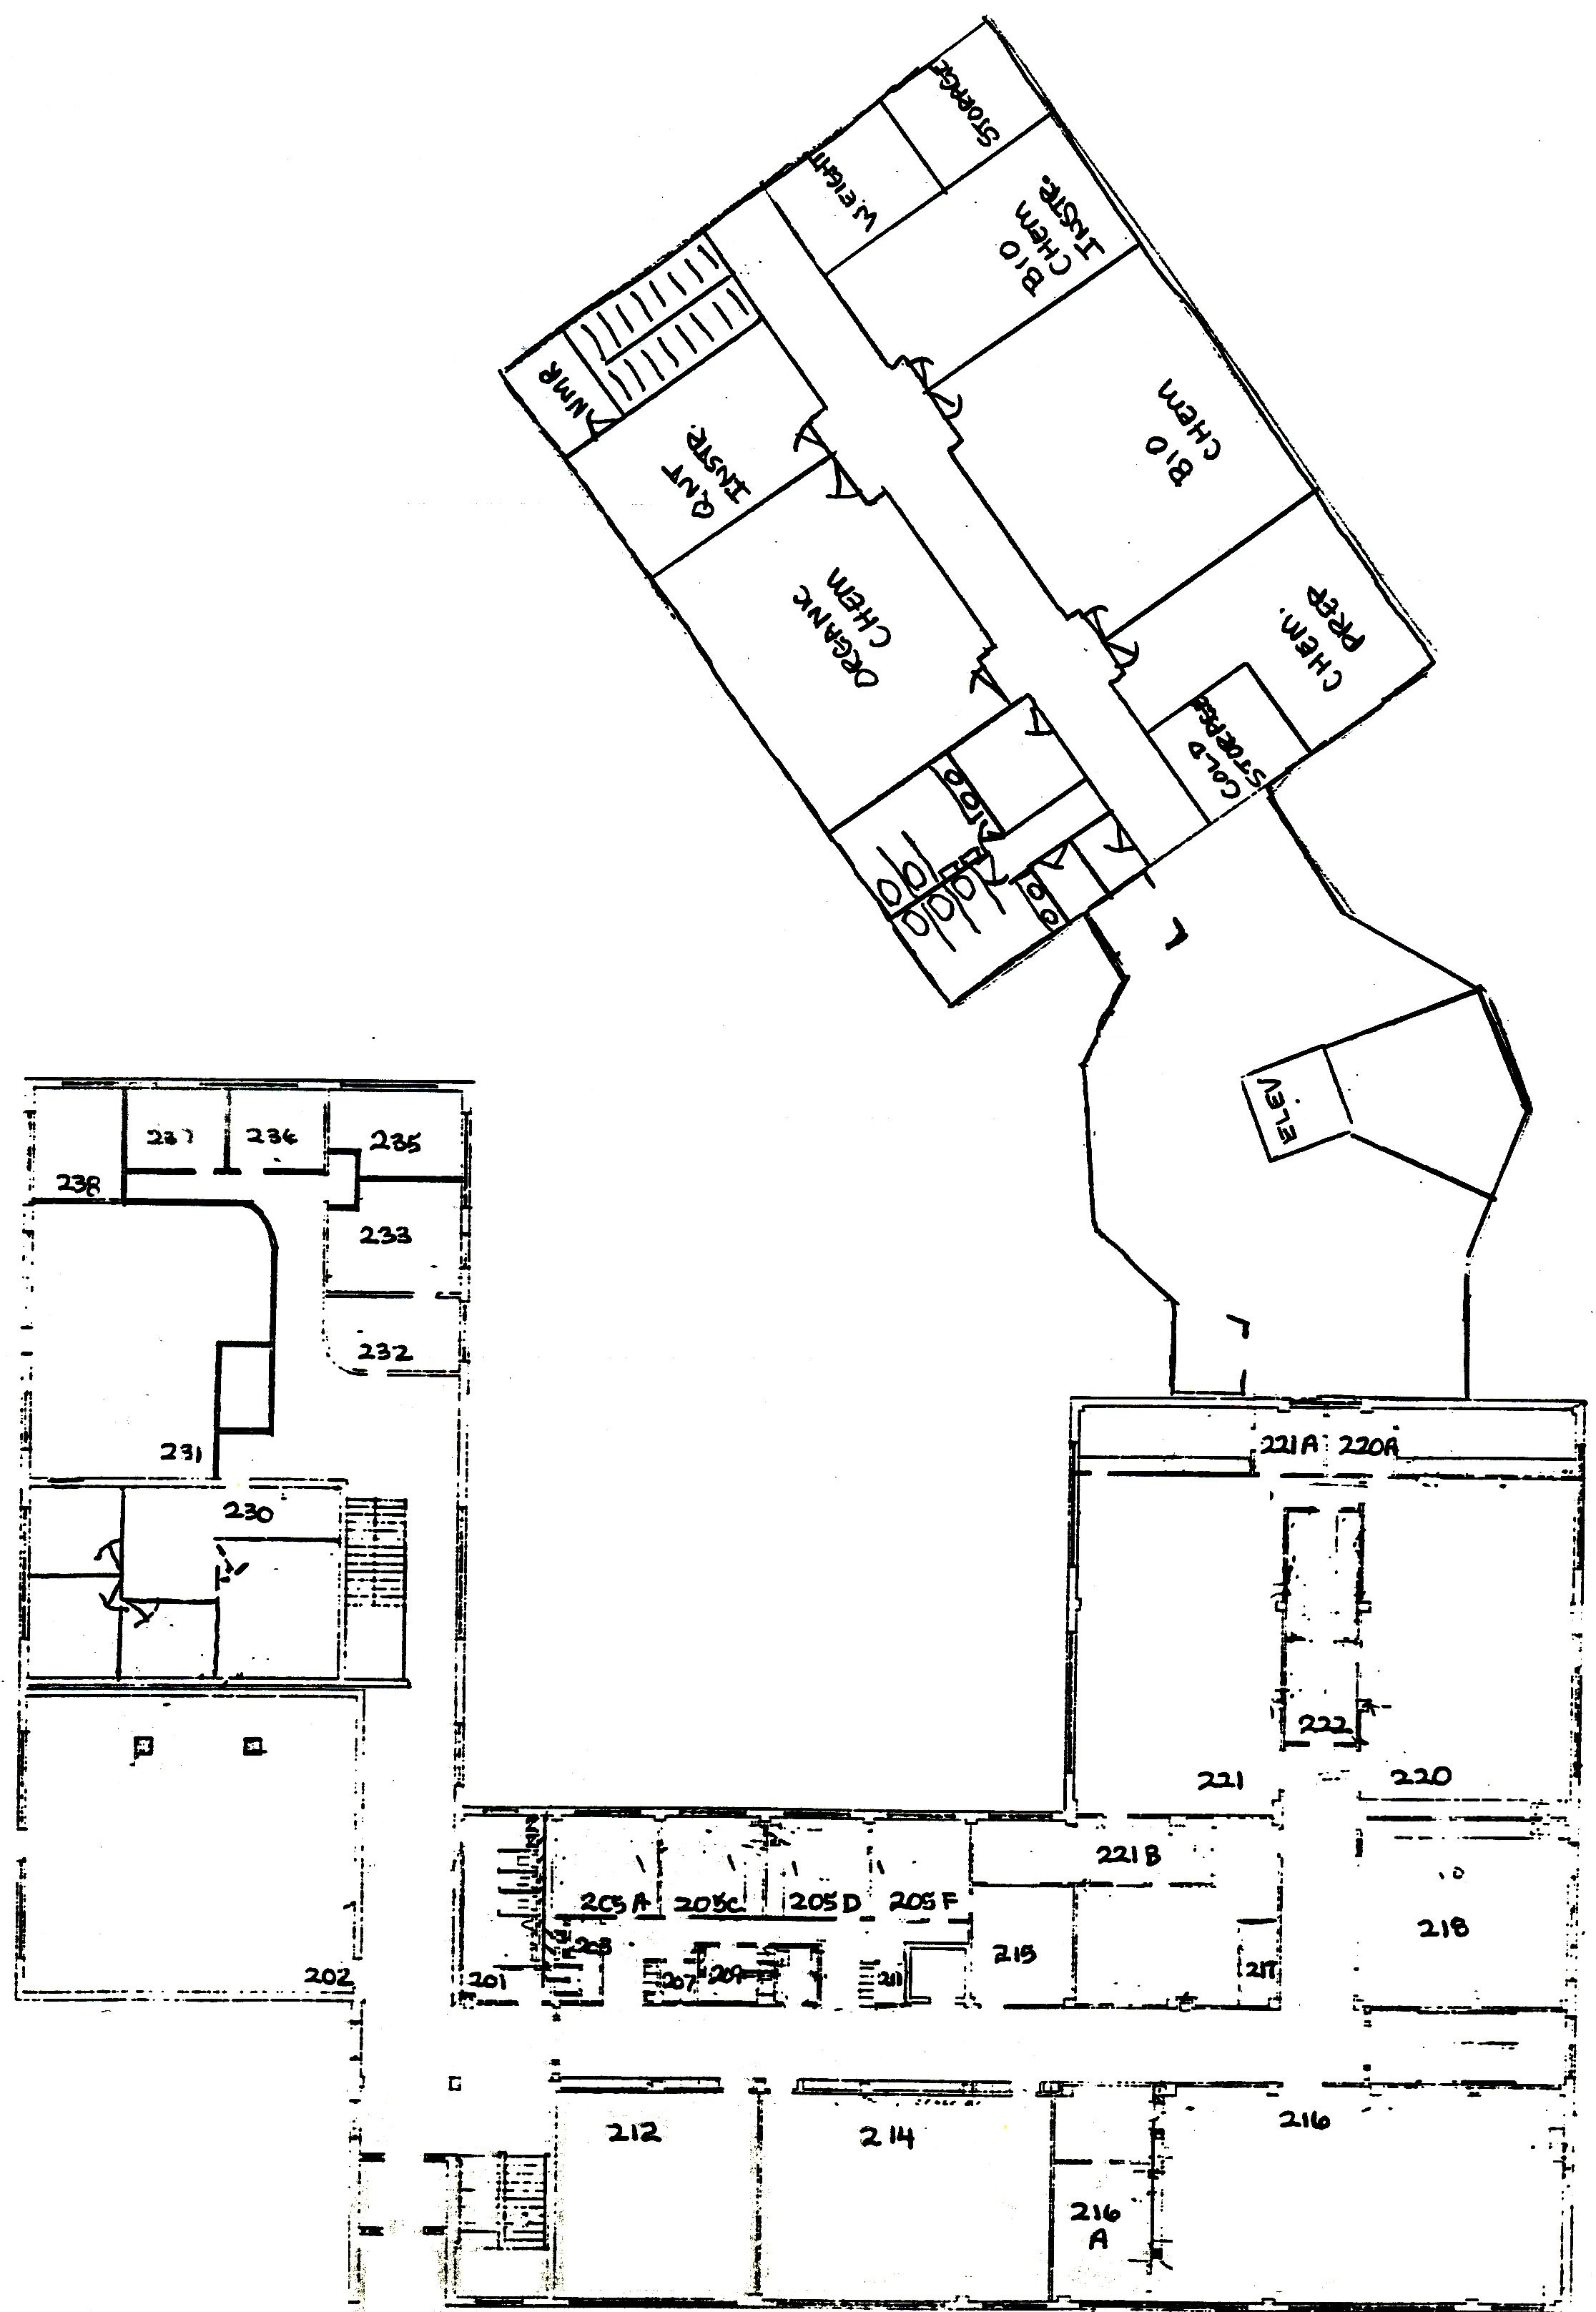 STORAGE
WEIGHT
BIO
CHEM
INSTR.
NMR
QNT
INSTR.
BIO
CHEM
ORGANIC
CHEM
CHEM.
PREP
COLD
STORAGE
ELEV
237
236
235
238
233
232
231
230
221A
220A
222
221
220
221B
205A
205C
205D
205F
218
203
215
201
207
209
211
217
202
212
214
216
216
A